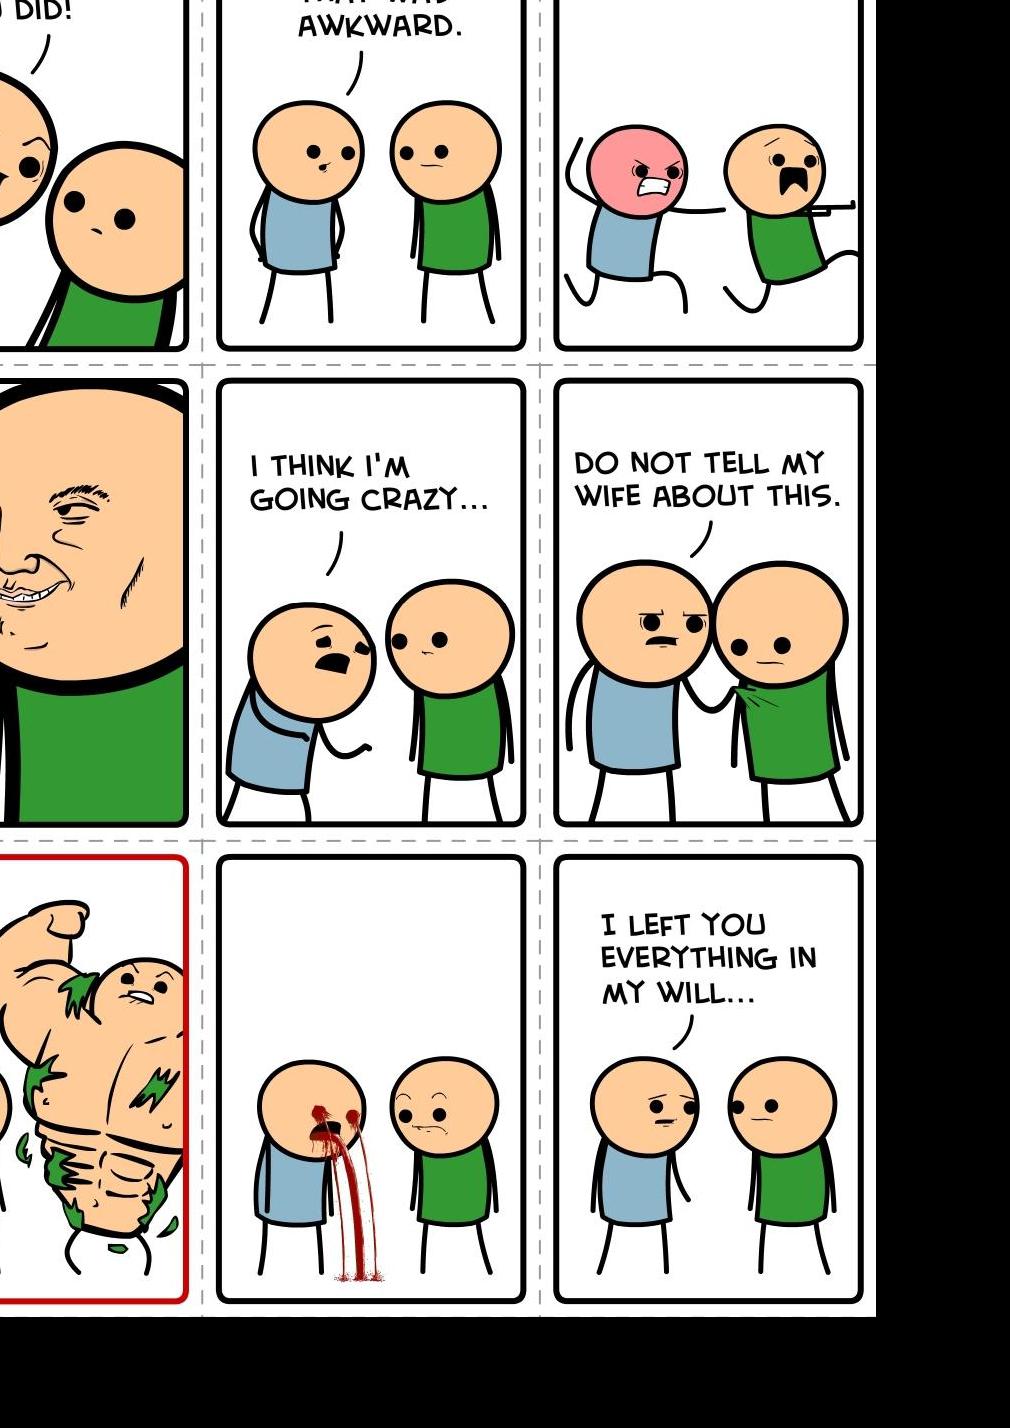 DID!
AWKWARD.
I THINK I'M
GOING CRAZY...
DO NOT TELL MY
WIFE ABOUT THIS.
I LEFT YOU
EVERYTHING IN
MY WILL...